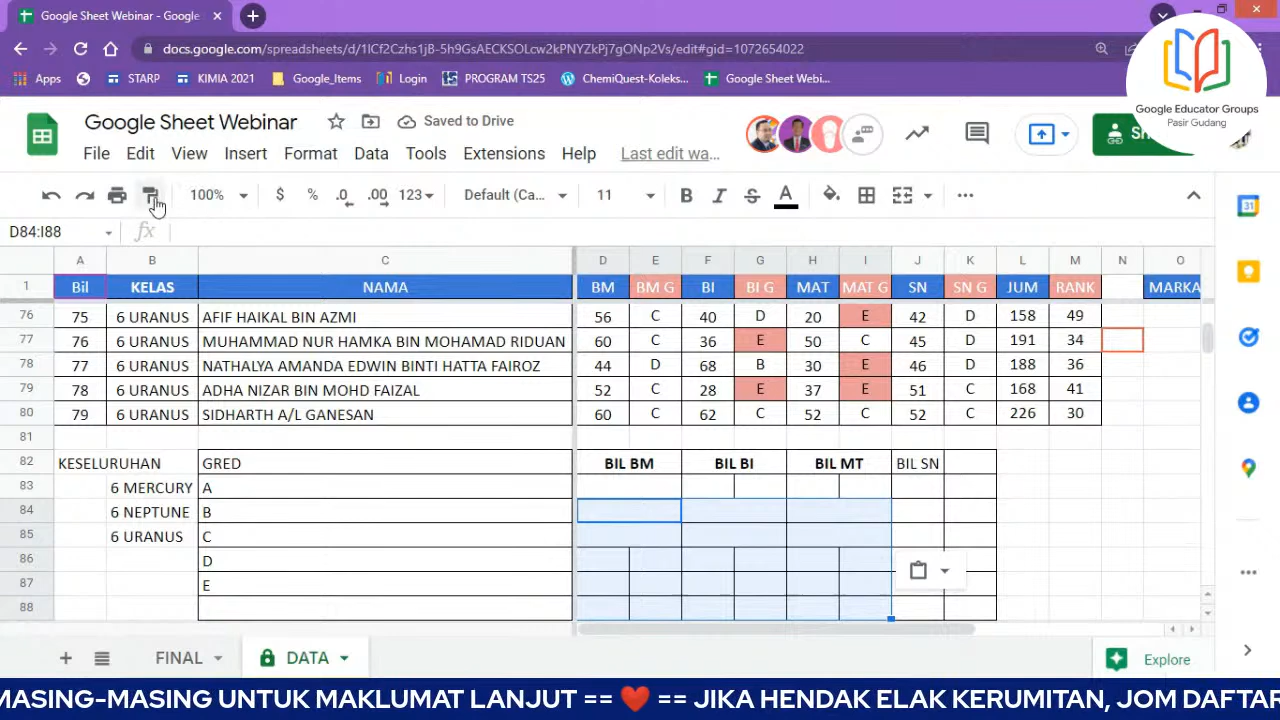 Google Sheet Webinar - Google
docs.google.com/spreadsheets/d/1lCf2Czhs1jB-5h9GsAECKSOLcw2kPNYZkPj7gONp2Vs/edit#gid=1072654022
Apps STARP KIMIA 2021 Google_Items Login PROGRAM TS25 ChemiQuest-Koleks... Google Sheet Webi...
Google Educator Groups
Pasir Gudang
Google Sheet Webinar Saved to Drive
File Edit View Insert Format Data Tools Extensions Help Last edit wa...
100% $ % .0 .00 123 Default (Ca... 11 B I S A
D84:I88 fx
A B C D E F G H I J K L M N O
1 Bil KELAS NAMA BM BM G BI BI G MAT MAT G SN SN G JUM RANK MARKA
76 75 6 URANUS AFIF HAIKAL BIN AZMI 56 C 40 D 20 E 42 D 158 49
77 76 6 URANUS MUHAMMAD NUR HAMKA BIN MOHAMAD RIDUAN 60 C 36 E 50 C 45 D 191 34
78 77 6 URANUS NATHALYA AMANDA EDWIN BINTI HATTA FAIROZ 44 D 68 B 30 E 46 D 188 36
79 78 6 URANUS ADHA NIZAR BIN MOHD FAIZAL 52 C 28 E 37 E 51 C 168 41
80 79 6 URANUS SIDHARTH A/L GANESAN 60 C 62 C 52 C 52 C 226 30
81
82 KESELURUHAN GRED BIL BM BIL BI BIL MT BIL SN
83 6 MERCURY A
84 6 NEPTUNE B
85 6 URANUS C
86 D
87 E
88
FINAL DATA Explore
31
MASING-MASING UNTUK MAKLUMAT LANJUT == ❤️ == JIKA HENDAK ELAK KERUMITAN, JOM DAFTAR